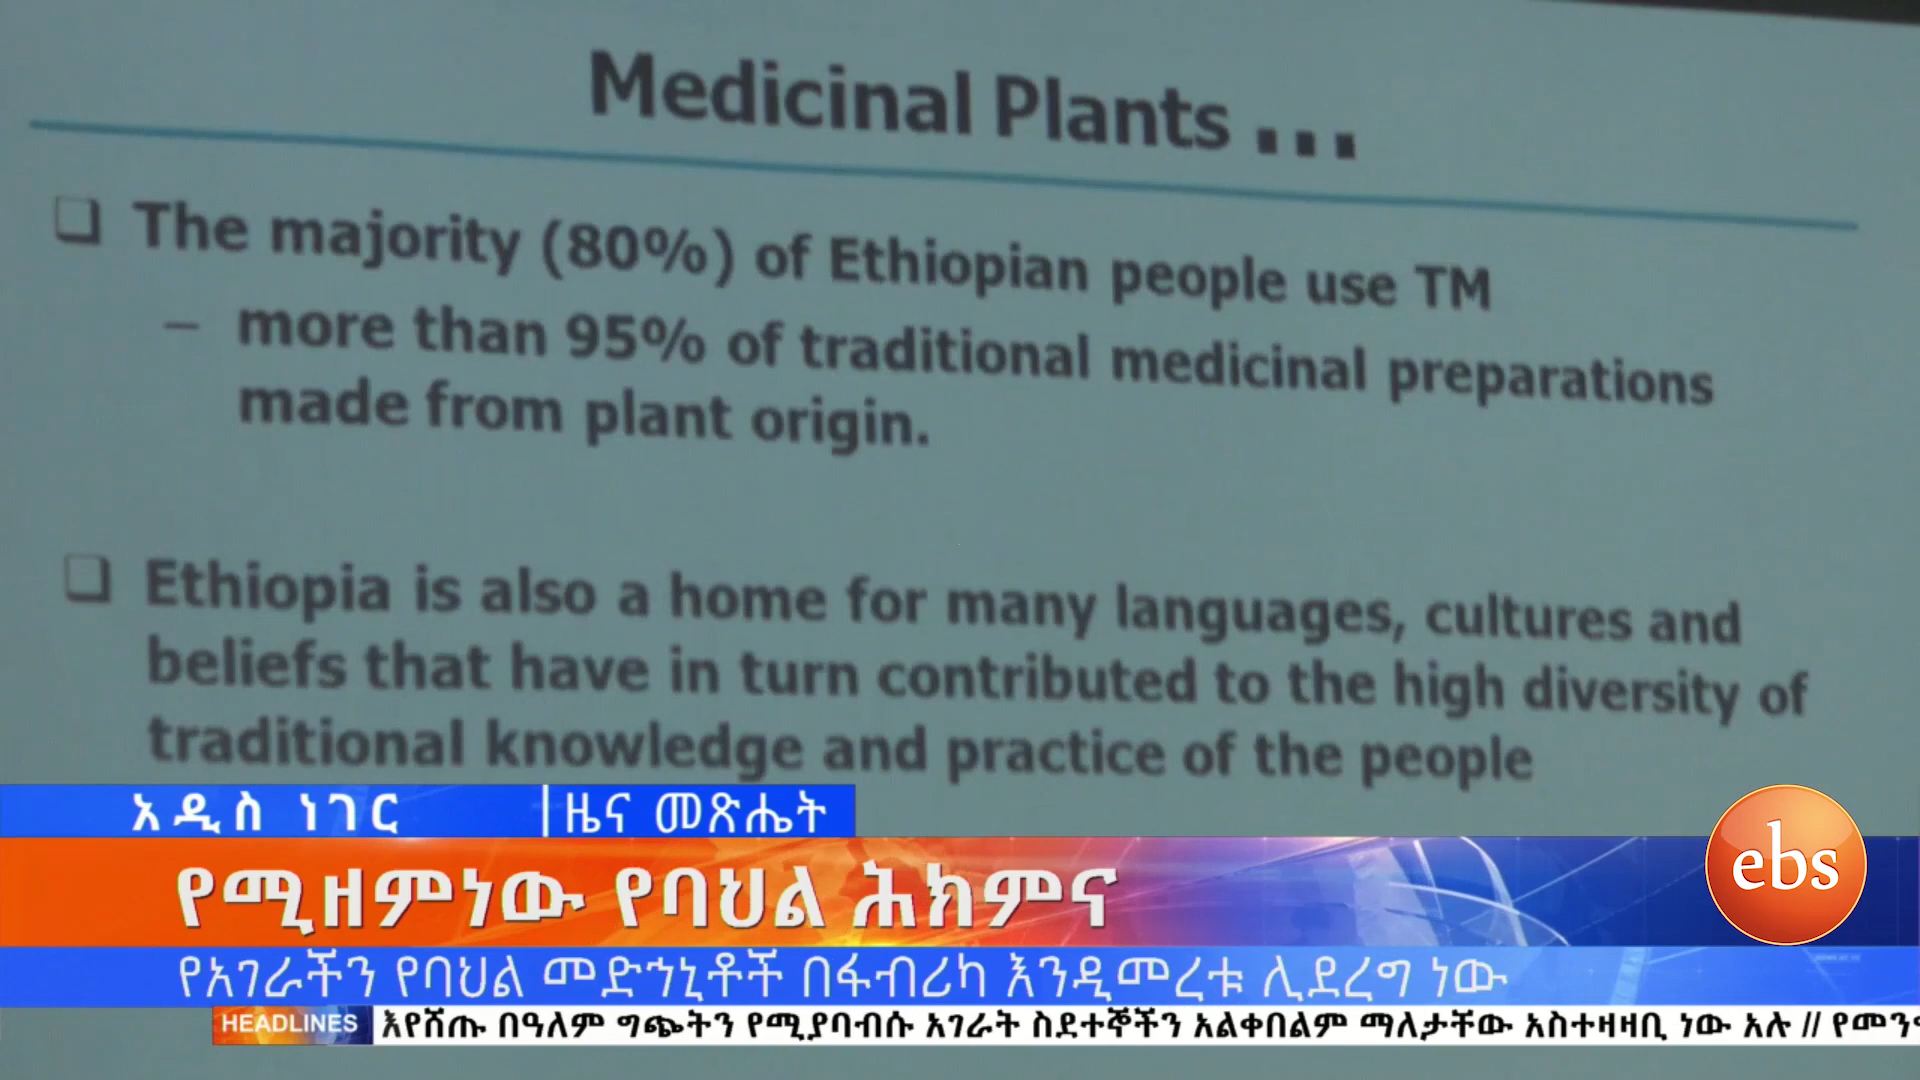 Medicinal Plants ...
❑ The majority (80%) of Ethiopian people use TM
– more than 95% of traditional medicinal preparations
made from plant origin.
❑ Ethiopia is also a home for many languages, cultures and
beliefs that have in turn contributed to the high diversity of
traditional knowledge and practice of the people
አዲስ ነገር |ዜና መጽሔት
የሚዘምነው የባህል ሕክምና
ebs
የአገራችን የባህል መድኀኒቶች በፋብሪካ እንዲመረቱ ሊደረግ ነው
HEADLINES እየሸጡ በዓለም ግጭትን የሚያባብሱ አገራት ስደተኞችን አልቀበልም ማለታቸው አስተዛዛቢ ነው አሉ // የመን